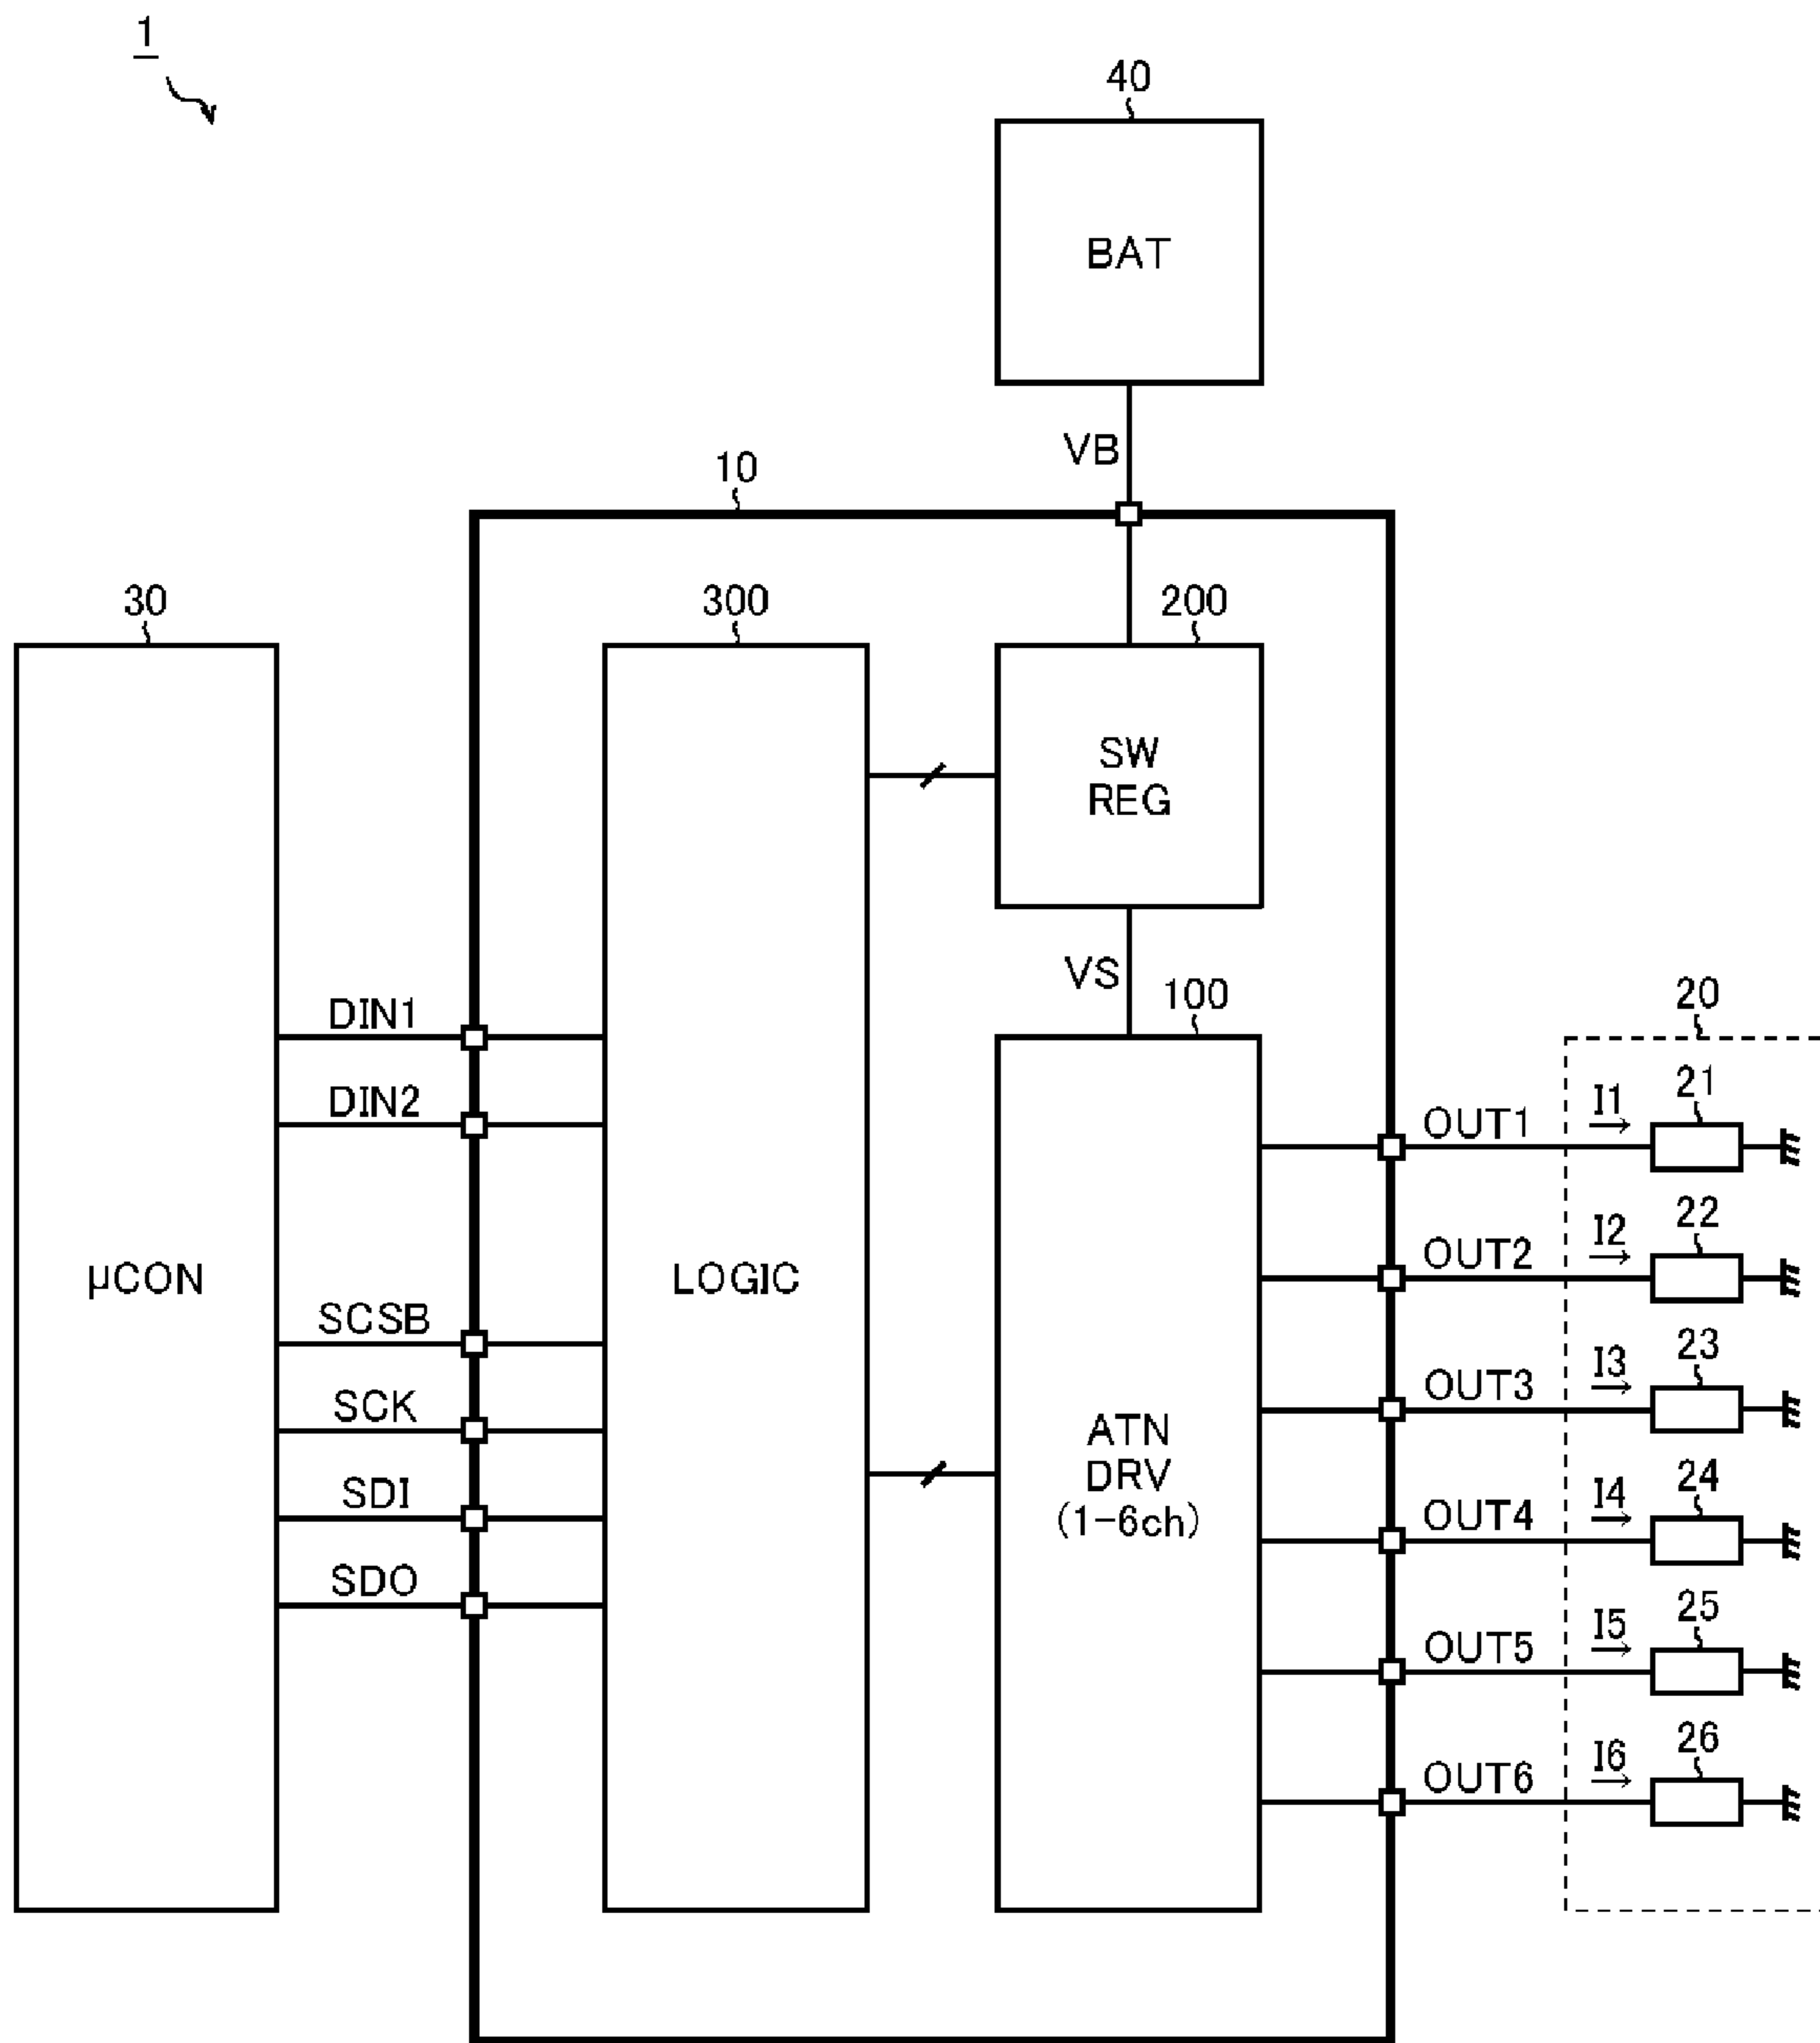 1
40
BAT
VB
10
30
300
200
SW
REG
VS
100
20
DIN1
DIN2
SCSB
SCK
SDI
SDO
μCON
LOGIC
ATN
DRV
(1-6ch)
OUT1
I1
21
OUT2
I2
22
OUT3
I3
23
OUT4
I4
24
OUT5
I5
25
OUT6
I6
26